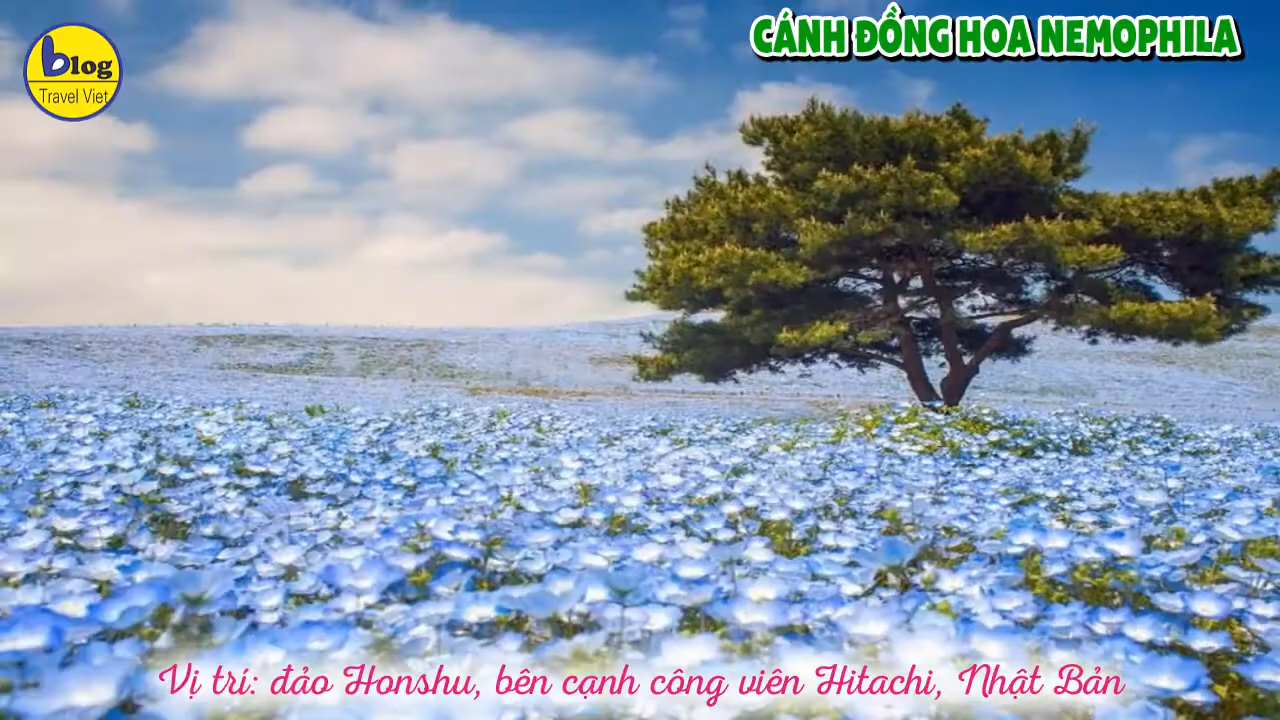 CÁNH ĐỒNG HOA NEMOPHILA
blog
Travel Viet
Vị trí: đảo Honshu, bên cạnh công viên Hitachi, Nhật Bản